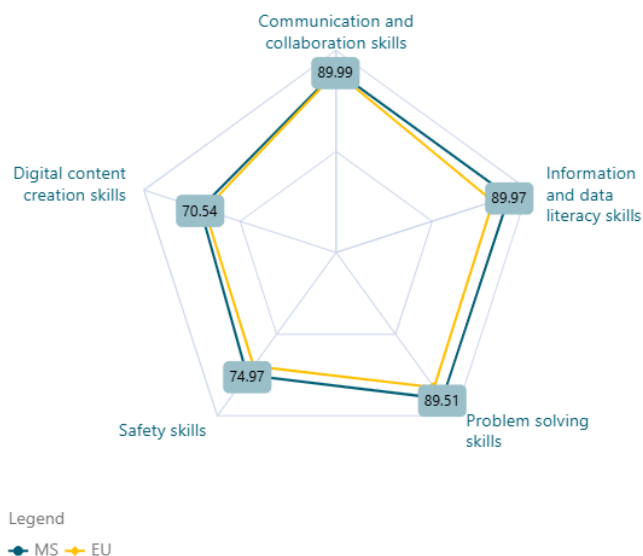 Communication and
collaboration skills
89.99
Digital content
creation skills
70.54
Information
and data
literacy skills
89.97
74.97
Safety skills
89.51
Problem solving
skills
Legend
MS EU